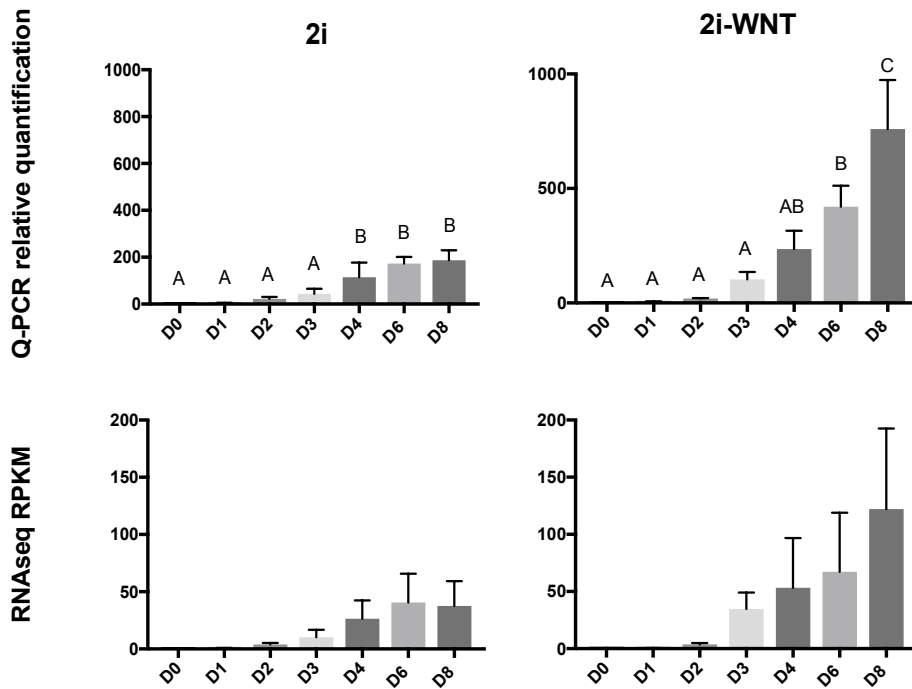 2i
2i-WNT
Q-PCR relative quantification
1000
800
600
400
200
0
A
A
A
A
B
B
B
D0
D1
D2
D3
D4
D6
D8
1000
500
0
A
A
A
A
AB
B
C
D0
D1
D2
D3
D4
D6
D8
RNAseq RPKM
200
150
100
50
0
D0
D1
D2
D3
D4
D6
D8
200
150
100
50
0
D0
D1
D2
D3
D4
D6
D8